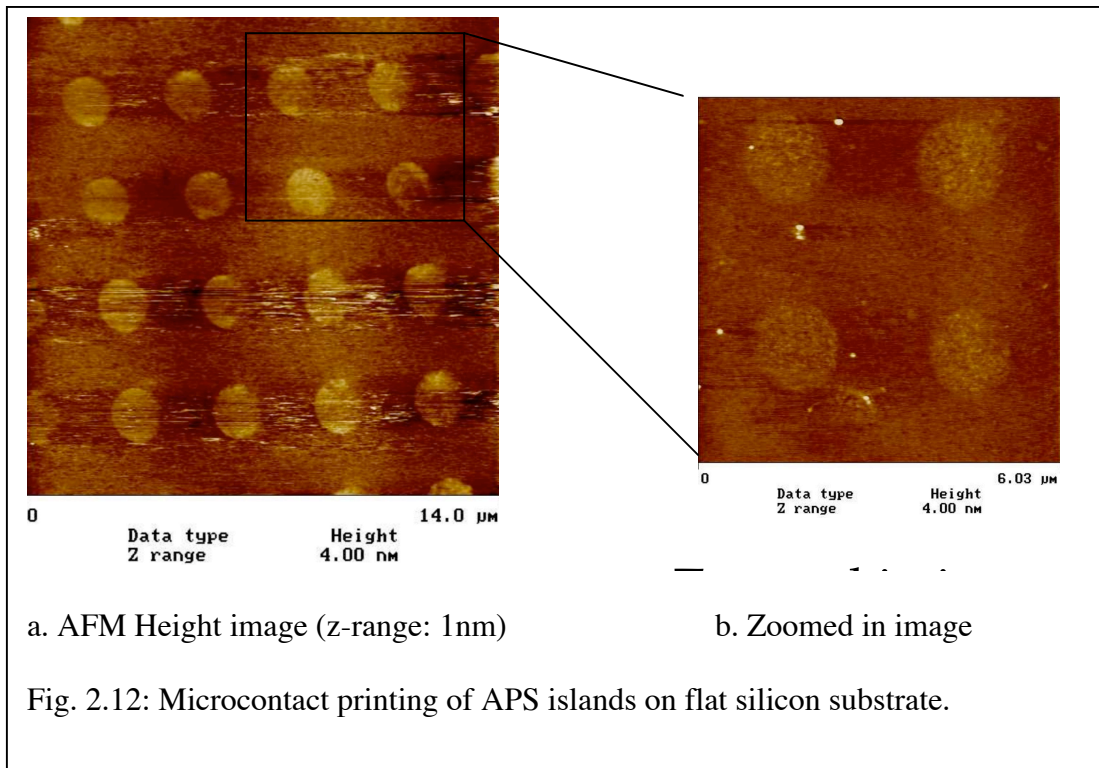 0 14.0 µM
Data type Height
Z range 4.00 nM
0 6.03 µM
Data type Height
Z range 4.00 nM
a. AFM Height image (z-range: 1nm)
b. Zoomed in image
Fig. 2.12: Microcontact printing of APS islands on flat silicon substrate.